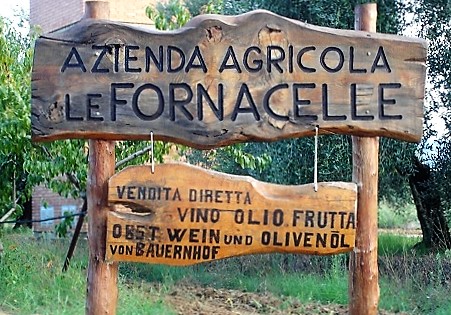 AZIENDA AGRICOLA
LE FORNACELLE
VENDITA DIRETTA
VINO OLIO FRUTTA
OBST WEIN UND OLIVENÖL
VON BAUERNHOF